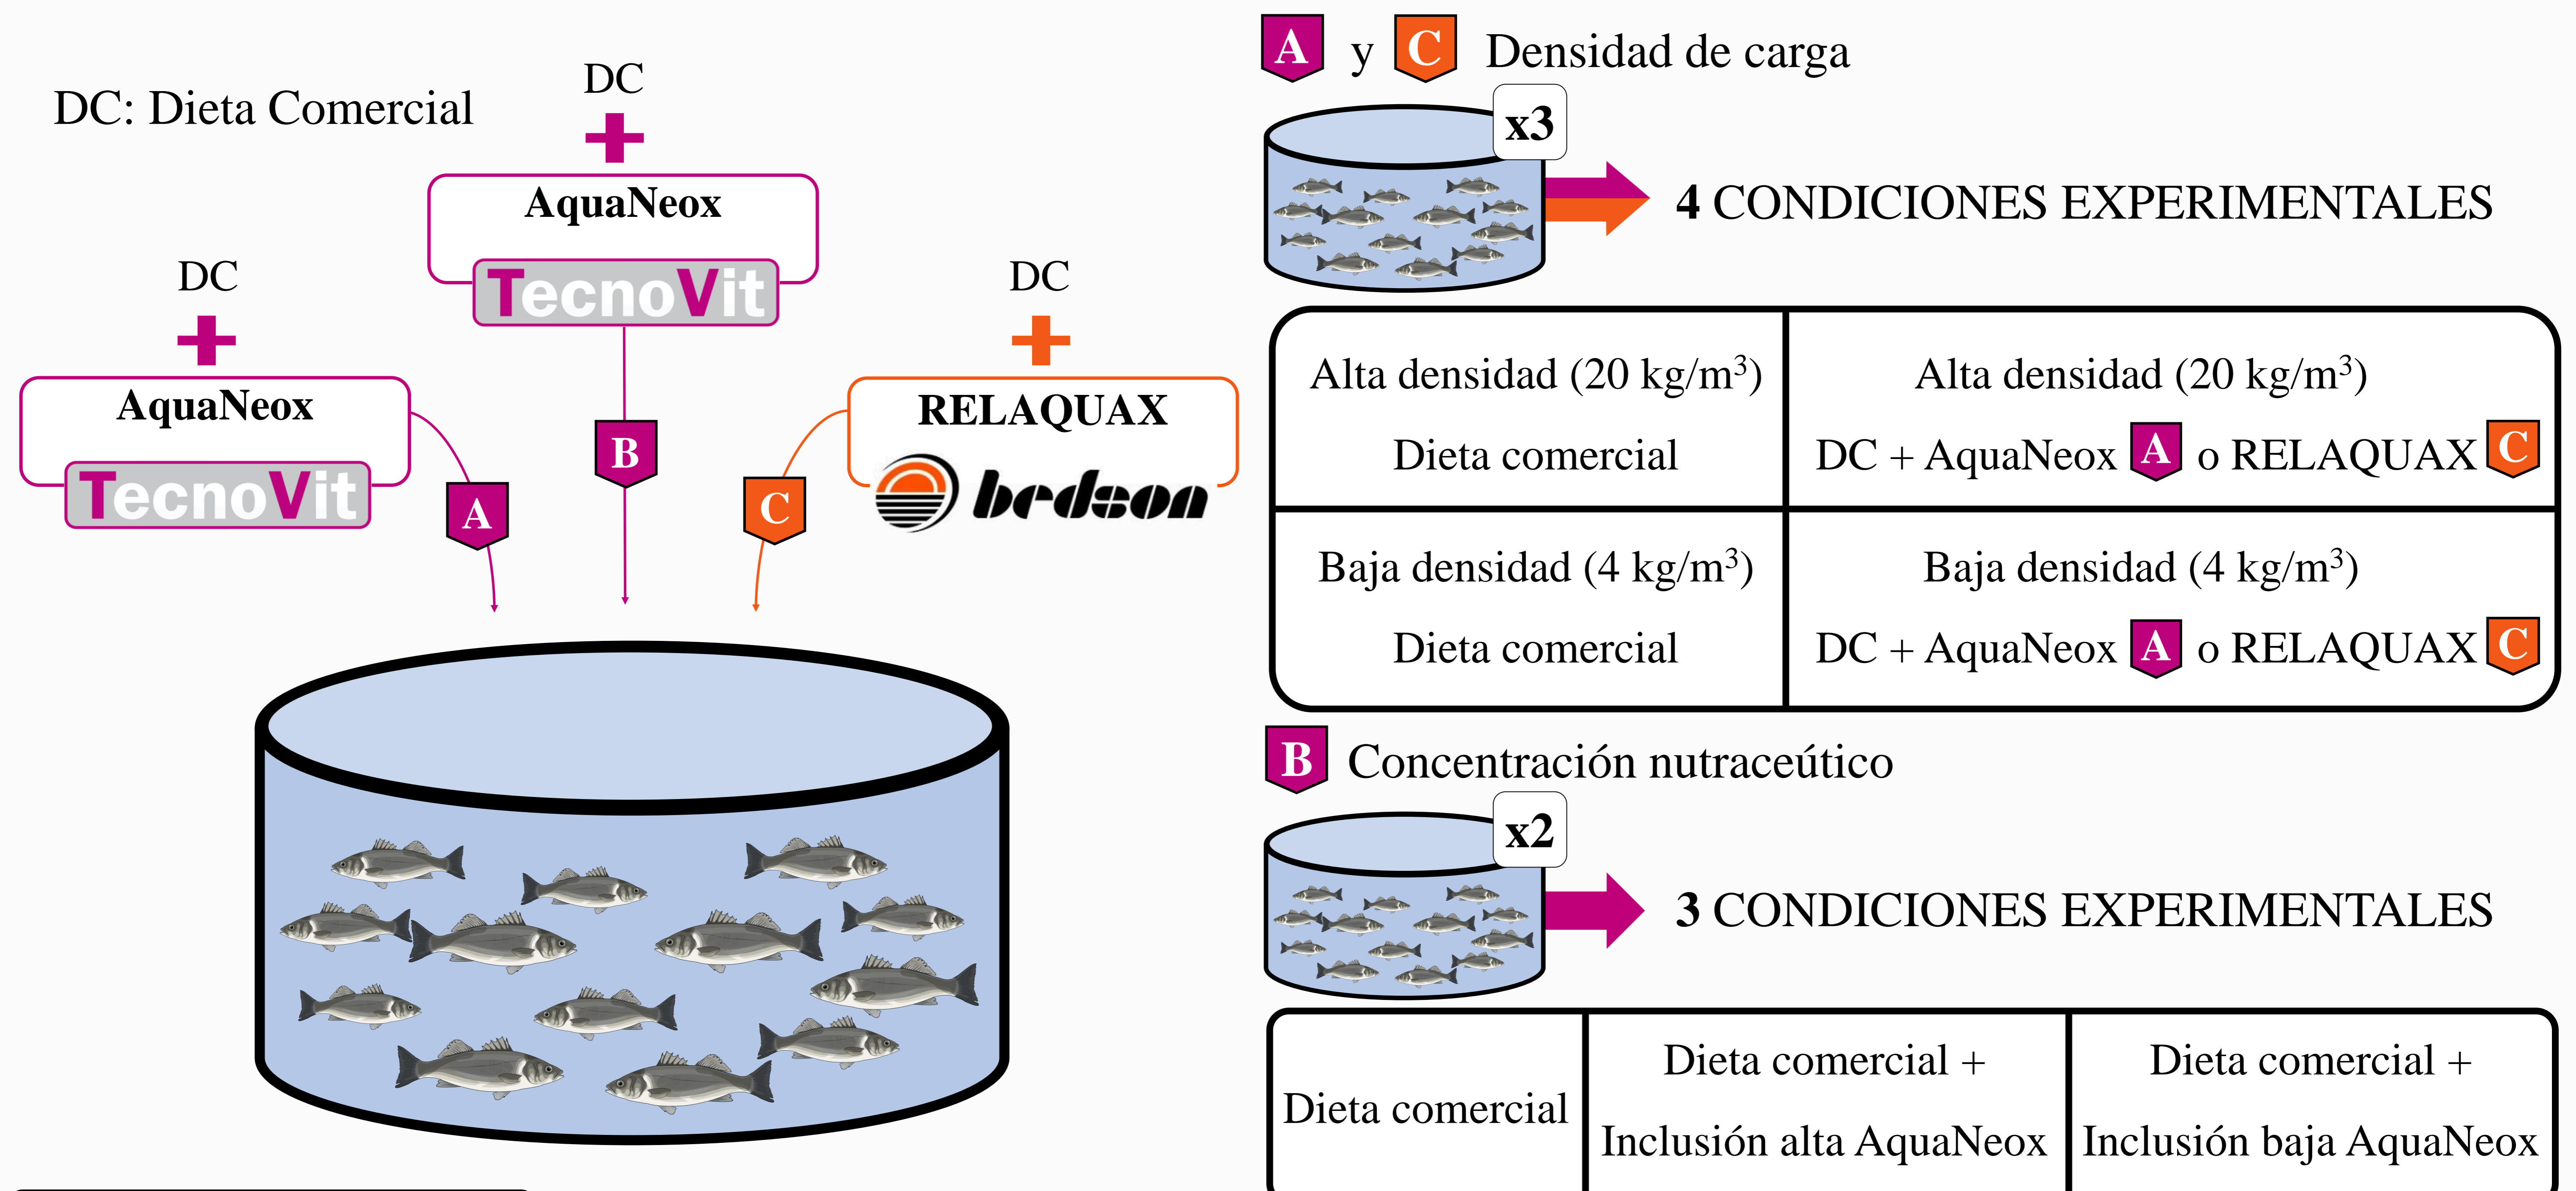 DC: Dieta Comercial
DC
AquaNeox
TecnoVit
DC
AquaNeox
TecnoVit
DC
RELAQUAX
brdson
A
B
C
A y C Densidad de carga
x3
4 CONDICIONES EXPERIMENTALES
Alta densidad (20 kg/m³)
Dieta comercial
Alta densidad (20 kg/m³)
DC + AquaNeox A o RELAQUAX C
Baja densidad (4 kg/m³)
Dieta comercial
Baja densidad (4 kg/m³)
DC + AquaNeox A o RELAQUAX C
B Concentración nutraceútico
x2
3 CONDICIONES EXPERIMENTALES
Dieta comercial
Dieta comercial +
Inclusión alta AquaNeox
Dieta comercial +
Inclusión baja AquaNeox